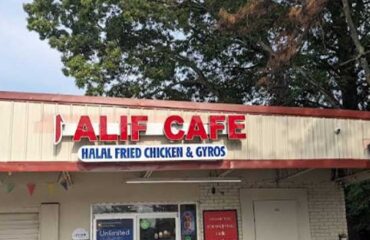 ALIF CAFE
HALAL FRIED CHICKEN & GYROS
Unlimited